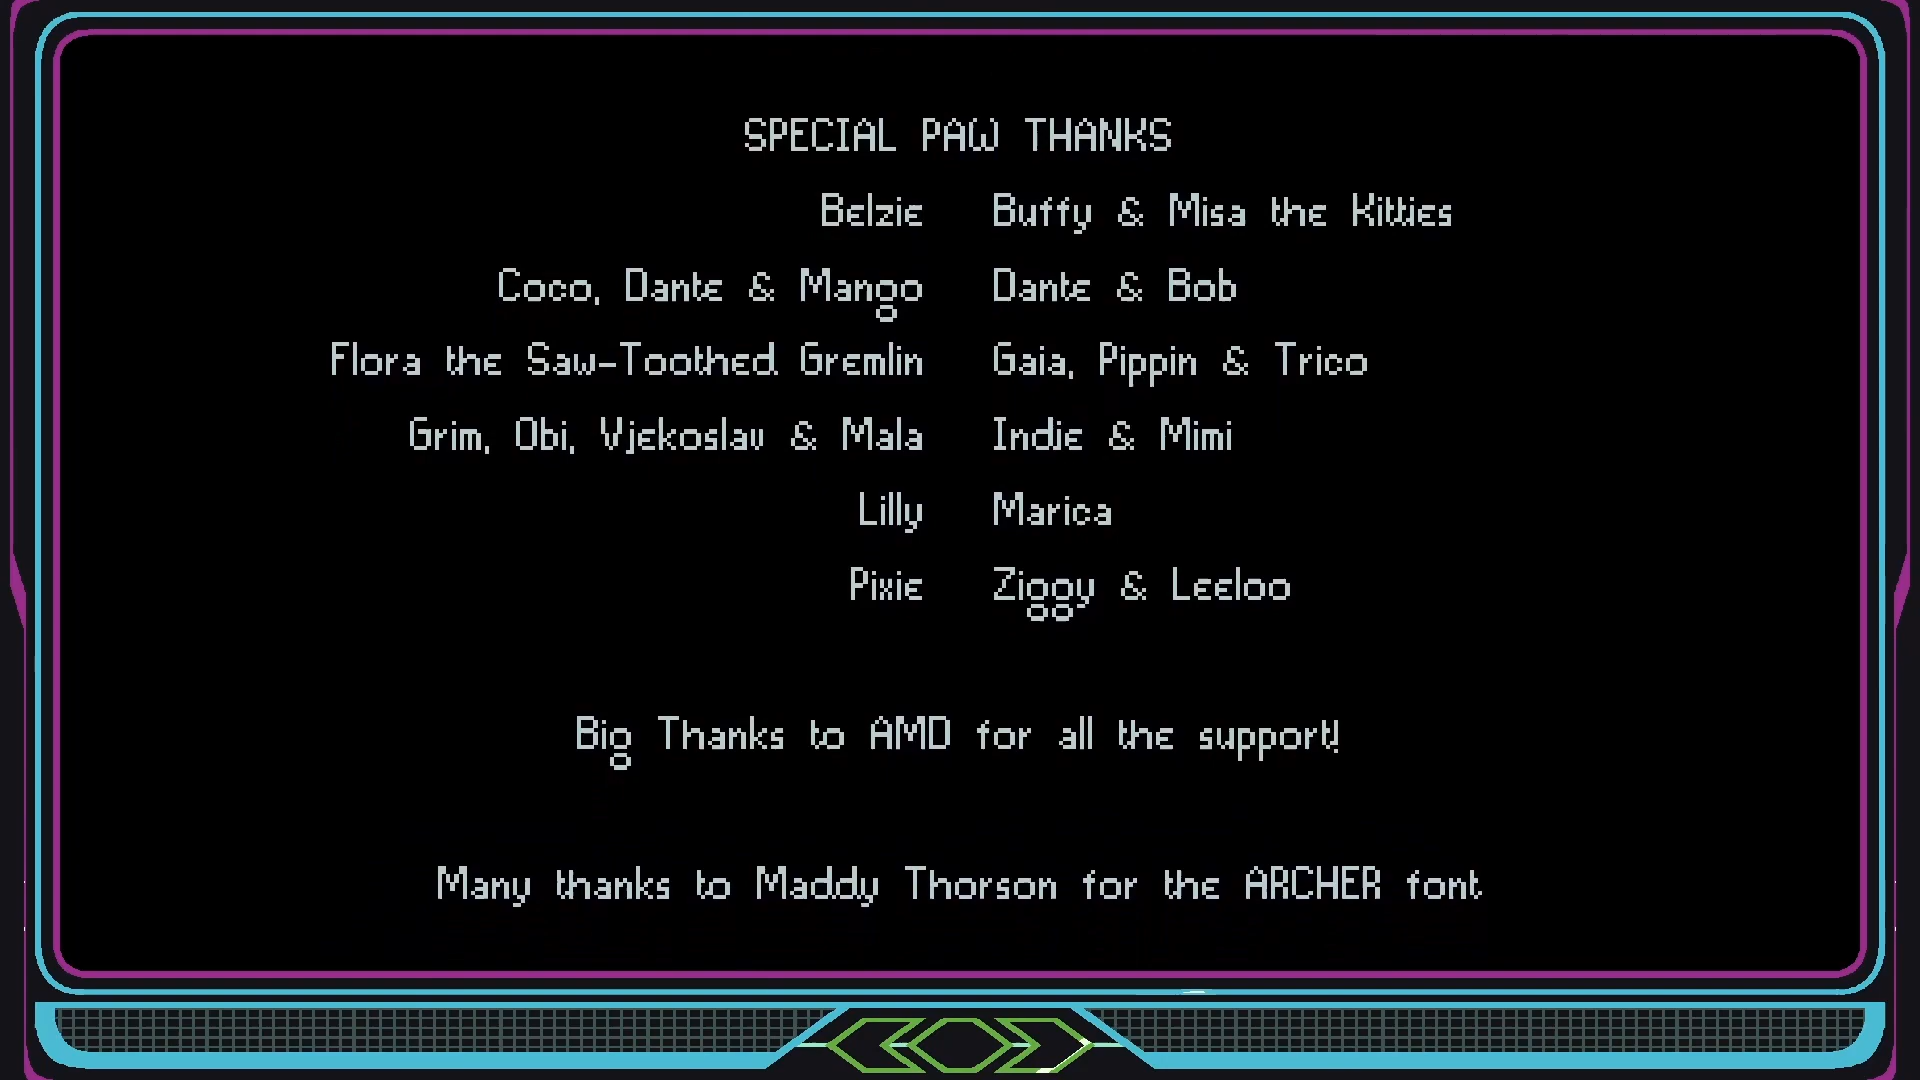 SPECIAL PAW THANKS
Belzie Buffy & Misa the Kitties
Coco, Dante & Mango Dante & Bob
Flora the Saw-Toothed Gremlin Gaia, Pippin & Trico
Grim, Obi, Vjekoslav & Mala Indie & Mimi
Lilly Marica
Pixie Ziggy & Leeloo
Big Thanks to AMD for all the support!
Many thanks to Maddy Thorson for the ARCHER font